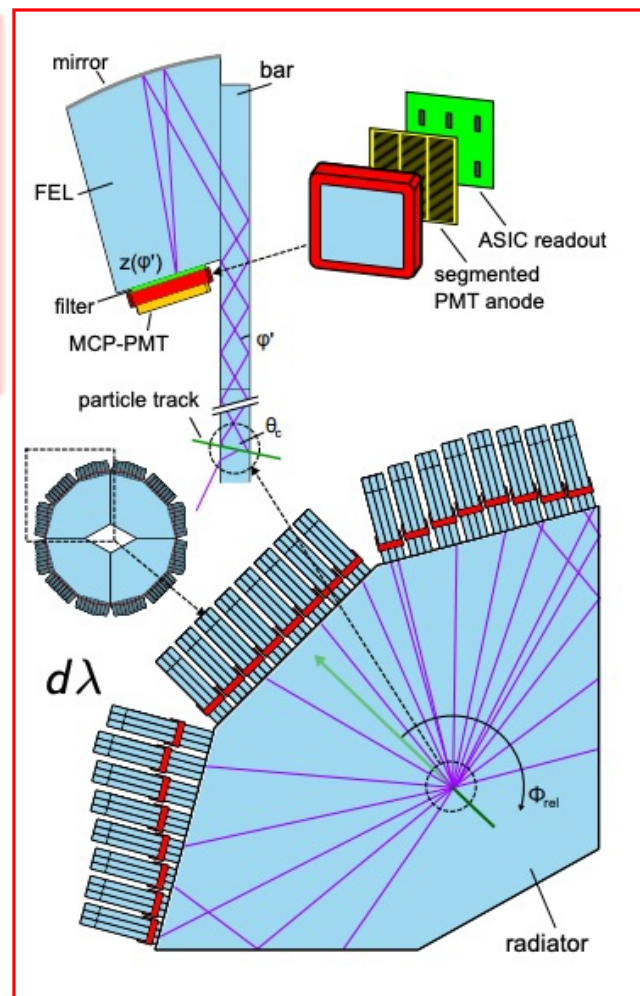 mirror
bar
FEL
ASIC readout
segmented
PMT anode
z(φ')
filter
MCP-PMT
φ'
particle track
θc
dλ
Φrel
radiator